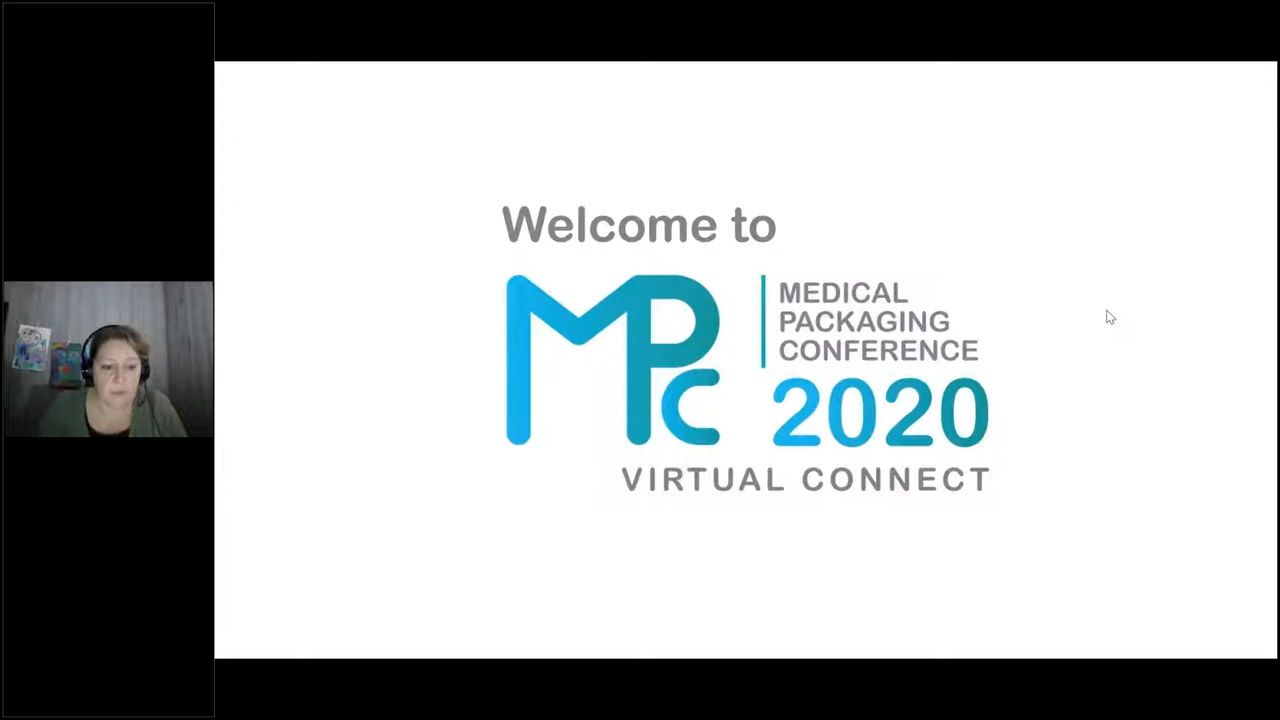 Welcome to
MPC
MEDICAL
PACKAGING
CONFERENCE
2020
VIRTUAL CONNECT